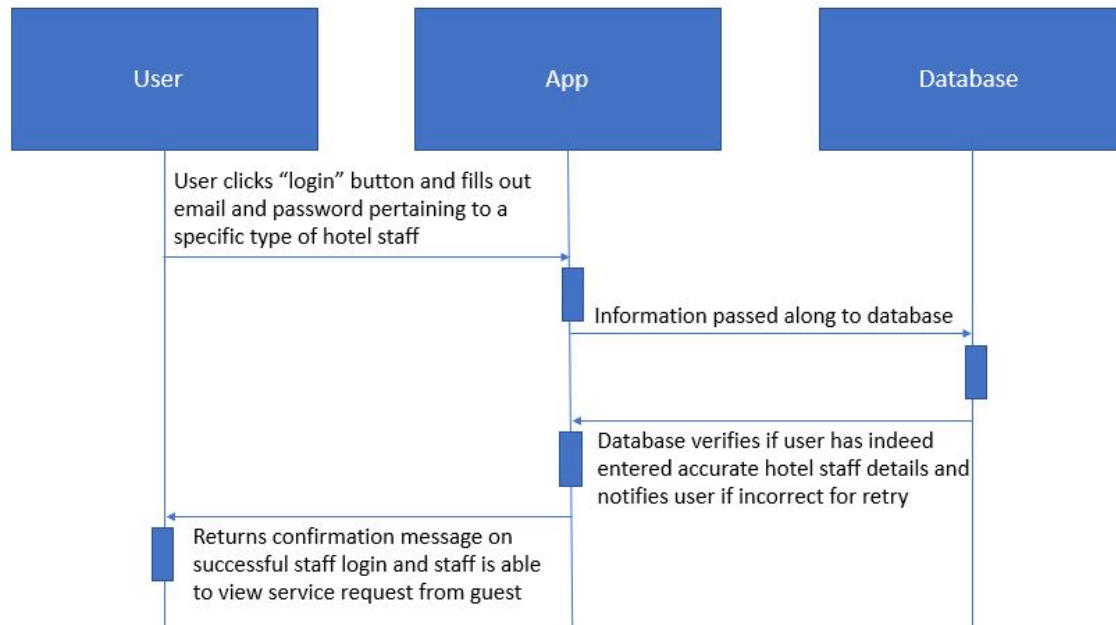 User
App
Database
User clicks “login” button and fills out
email and password pertaining to a
specific type of hotel staff
Information passed along to database
Database verifies if user has indeed
entered accurate hotel staff details and
notifies user if incorrect for retry
Returns confirmation message on
successful staff login and staff is able
to view service request from guest